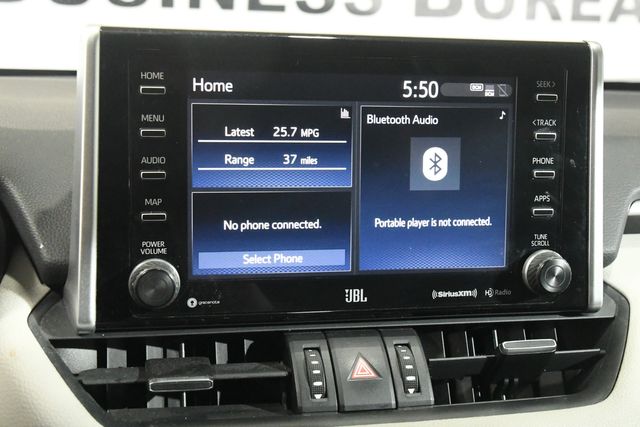 BUSINESS BUREA
HOME
MENU
AUDIO
MAP
POWER
VOLUME
gracenote
Home
5:50
Latest 25.7 MPG
Range 37 miles
No phone connected.
Select Phone
Bluetooth Audio
Portable player is not connected.
JBL
((SiriusXM))
HD Radio
SEEK>
<TRACK
PHONE
APPS
TUNE
SCROLL